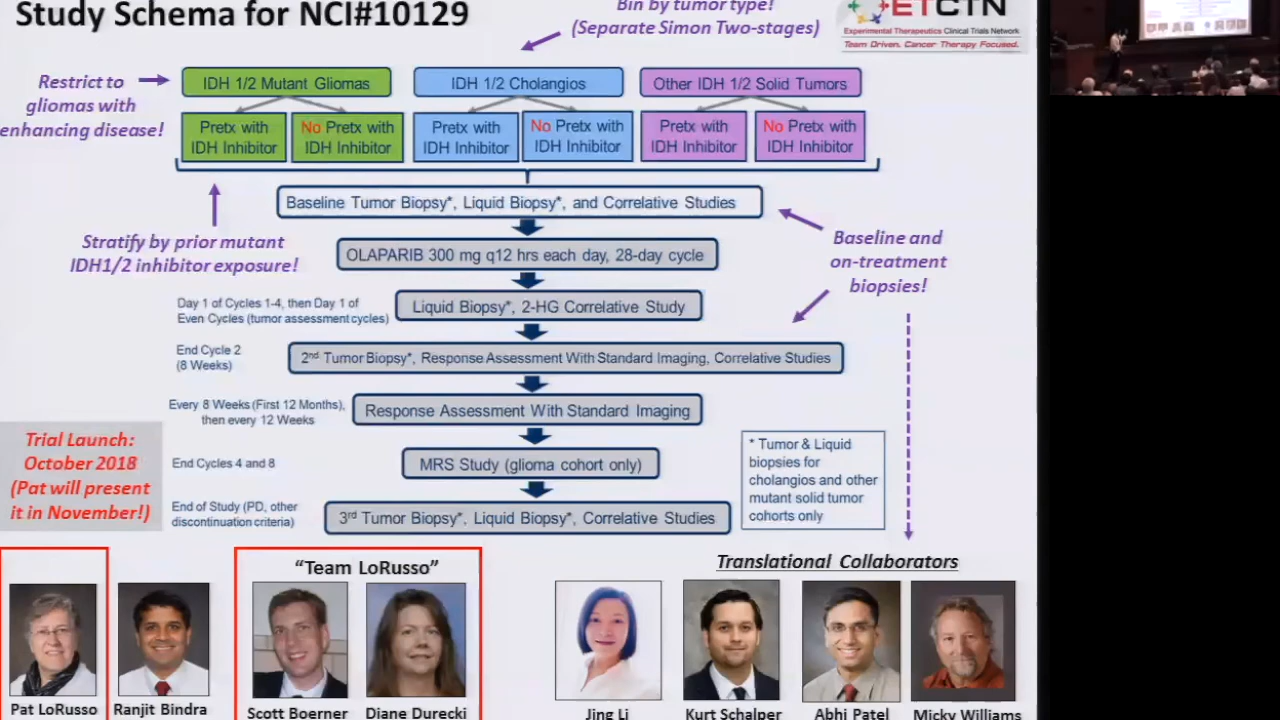 Study Schema for NCI#10129
Bin by tumor type!
(Separate Simon Two-stages)
ETCTN
Experimental Therapeutics Clinical Trials Network
Team Driven. Cancer Therapy Focused.
Restrict to
gliomas with
enhancing disease!
IDH 1/2 Mutant Gliomas
IDH 1/2 Cholangios
Other IDH 1/2 Solid Tumors
Pretx with
IDH Inhibitor
No Pretx with
IDH Inhibitor
Pretx with
IDH Inhibitor
No Pretx with
IDH Inhibitor
Pretx with
IDH Inhibitor
No Pretx with
IDH Inhibitor
Baseline Tumor Biopsy*, Liquid Biopsy*, and Correlative Studies
Stratify by prior mutant
IDH1/2 inhibitor exposure!
Baseline and
on-treatment
biopsies!
OLAPARIB 300 mg q12 hrs each day, 28-day cycle
Day 1 of Cycles 1-4, then Day 1 of
Even Cycles (tumor assessment cycles)
Liquid Biopsy*, 2-HG Correlative Study
End Cycle 2
(8 Weeks)
2nd Tumor Biopsy*, Response Assessment With Standard Imaging, Correlative Studies
Every 8 Weeks (First 12 Months),
then every 12 Weeks
Response Assessment With Standard Imaging
Trial Launch:
October 2018
(Pat will present
it in November!)
End Cycles 4 and 8
MRS Study (glioma cohort only)
* Tumor & Liquid
biopsies for
cholangios and other
mutant solid tumor
cohorts only
End of Study (PD, other
discontinuation criteria)
3rd Tumor Biopsy*, Liquid Biopsy*, Correlative Studies
"Team LoRusso"
Translational Collaborators
Pat LoRusso
Ranjit Bindra
Scott Boerner
Diane Durecki
Jing Li
Kurt Schalper
Abhi Patel
Micky Williams